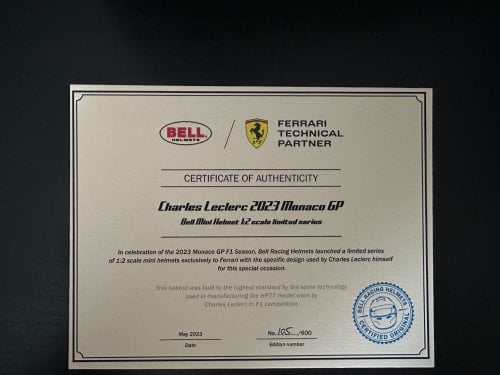 BELL
HELMETS
FERRARI
TECHNICAL
PARTNER
CERTIFICATE OF AUTHENTICITY
Charles Leclerc 2023 Monaco GP
Bell Mini Helmet 1:2 scale limited series
In celebration of the 2023 Monaco GP F1 Season, Bell Racing Helmets launched a limited series
of 1:2 scale mini helmets exclusively to Ferrari with the specific design used by Charles Leclerc himself
for this special occasion.
This helmet was built to the highest standard by the same technology
used in manufacturing the HP77 model worn by
Charles Leclerc in F1 competition
May 2023
Date
No. 105 /600
Edition number
BELL RACING HELMETS
CERTIFIED ORIGINAL